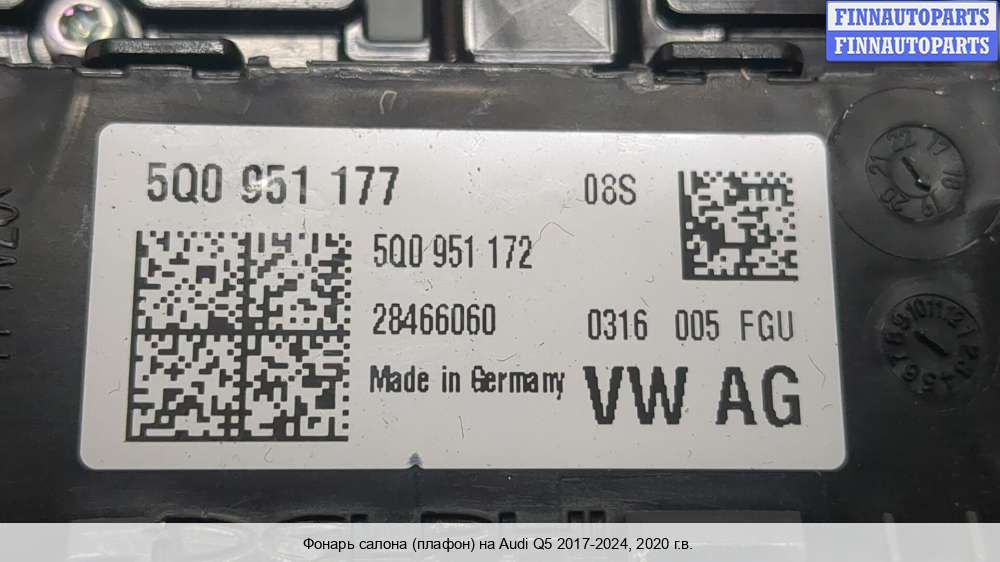 FINNAUTOPARTS
FINNAUTOPARTS
5Q0 951 177
08S
5Q0 951 172
28466060
0316 005 FGU
Made in Germany
VW AG
Фонарь салона (плафон) на Audi Q5 2017-2024, 2020 г.в.